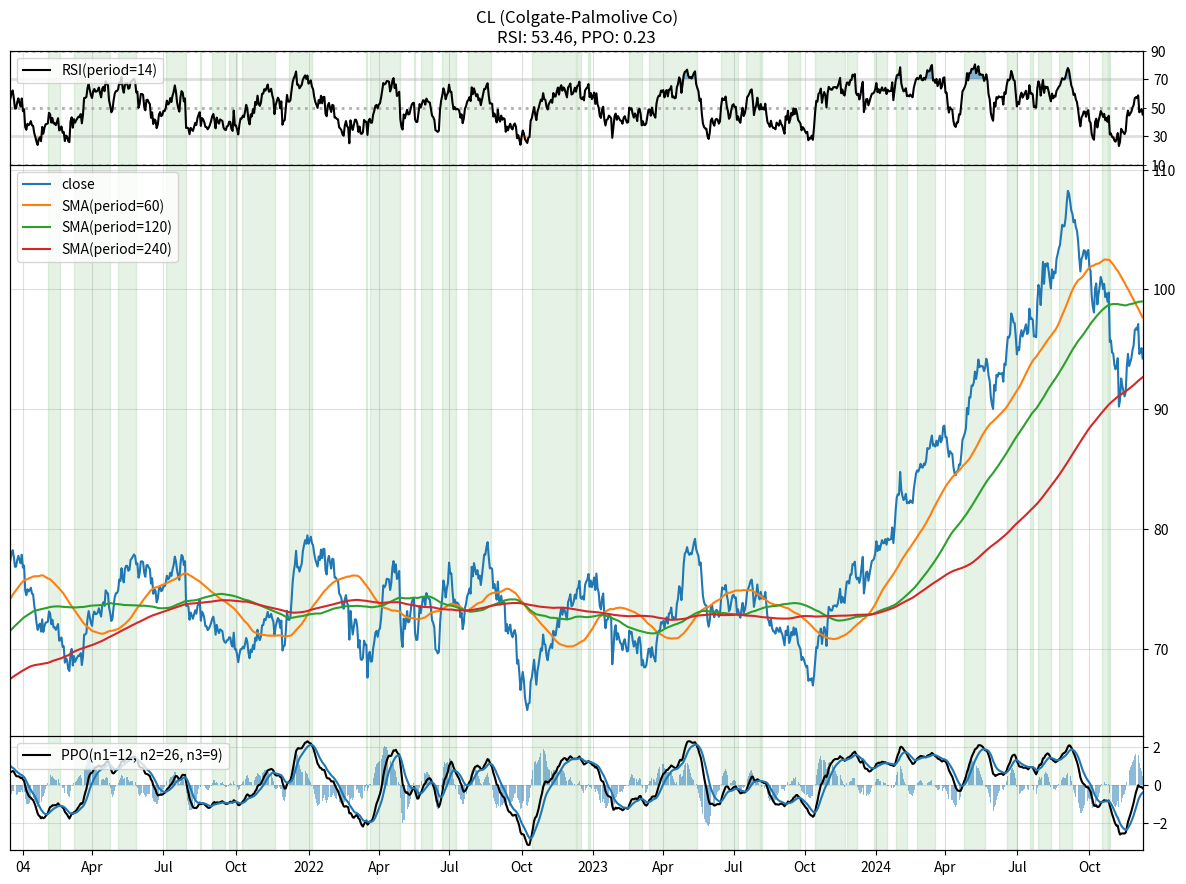 CL (Colgate-Palmolive Co)
RSI: 53.46, PPO: 0.23
RSI(period=14)
90
70
50
30
10
close
SMA(period=60)
SMA(period=120)
SMA(period=240)
110
100
90
80
70
PPO(n1=12, n2=26, n3=9)
2
0
−2
04 Apr Jul Oct 2022 Apr Jul Oct 2023 Apr Jul Oct 2024 Apr Jul Oct